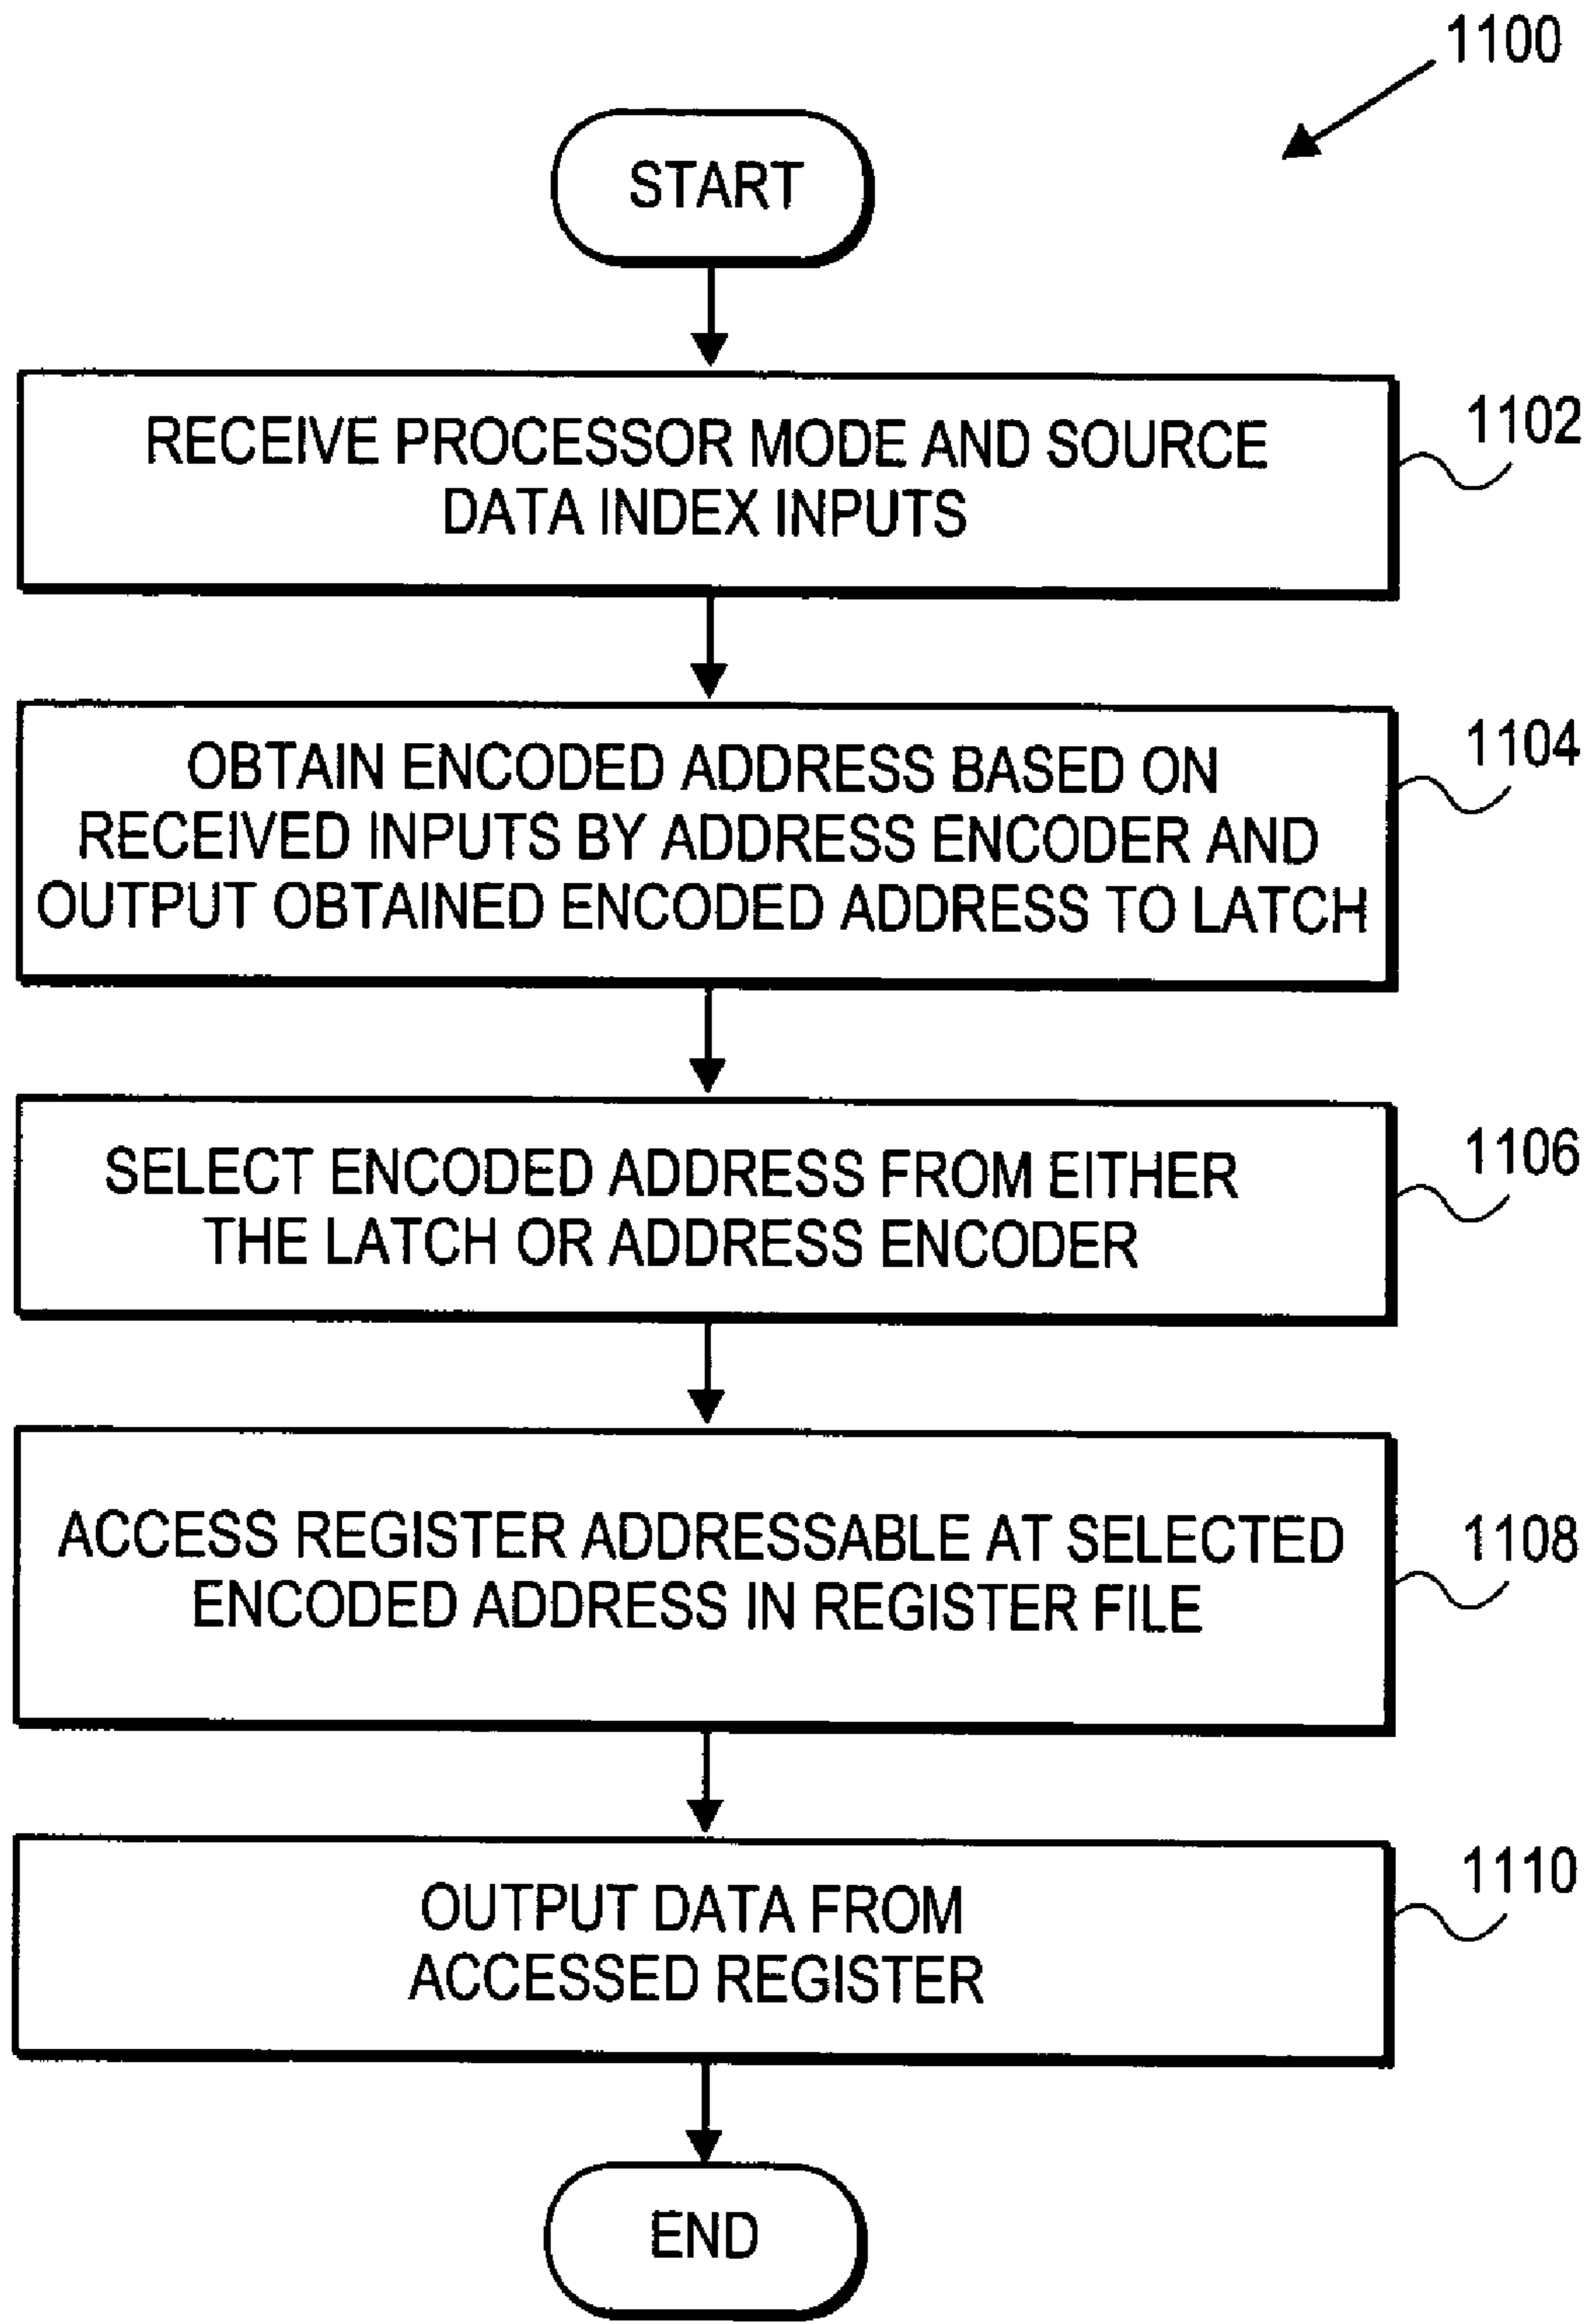 1100
START
RECEIVE PROCESSOR MODE AND SOURCE
DATA INDEX INPUTS
1102
OBTAIN ENCODED ADDRESS BASED ON
RECEIVED INPUTS BY ADDRESS ENCODER AND
OUTPUT OBTAINED ENCODED ADDRESS TO LATCH
1104
SELECT ENCODED ADDRESS FROM EITHER
THE LATCH OR ADDRESS ENCODER
1106
ACCESS REGISTER ADDRESSABLE AT SELECTED
ENCODED ADDRESS IN REGISTER FILE
1108
OUTPUT DATA FROM
ACCESSED REGISTER
1110
END